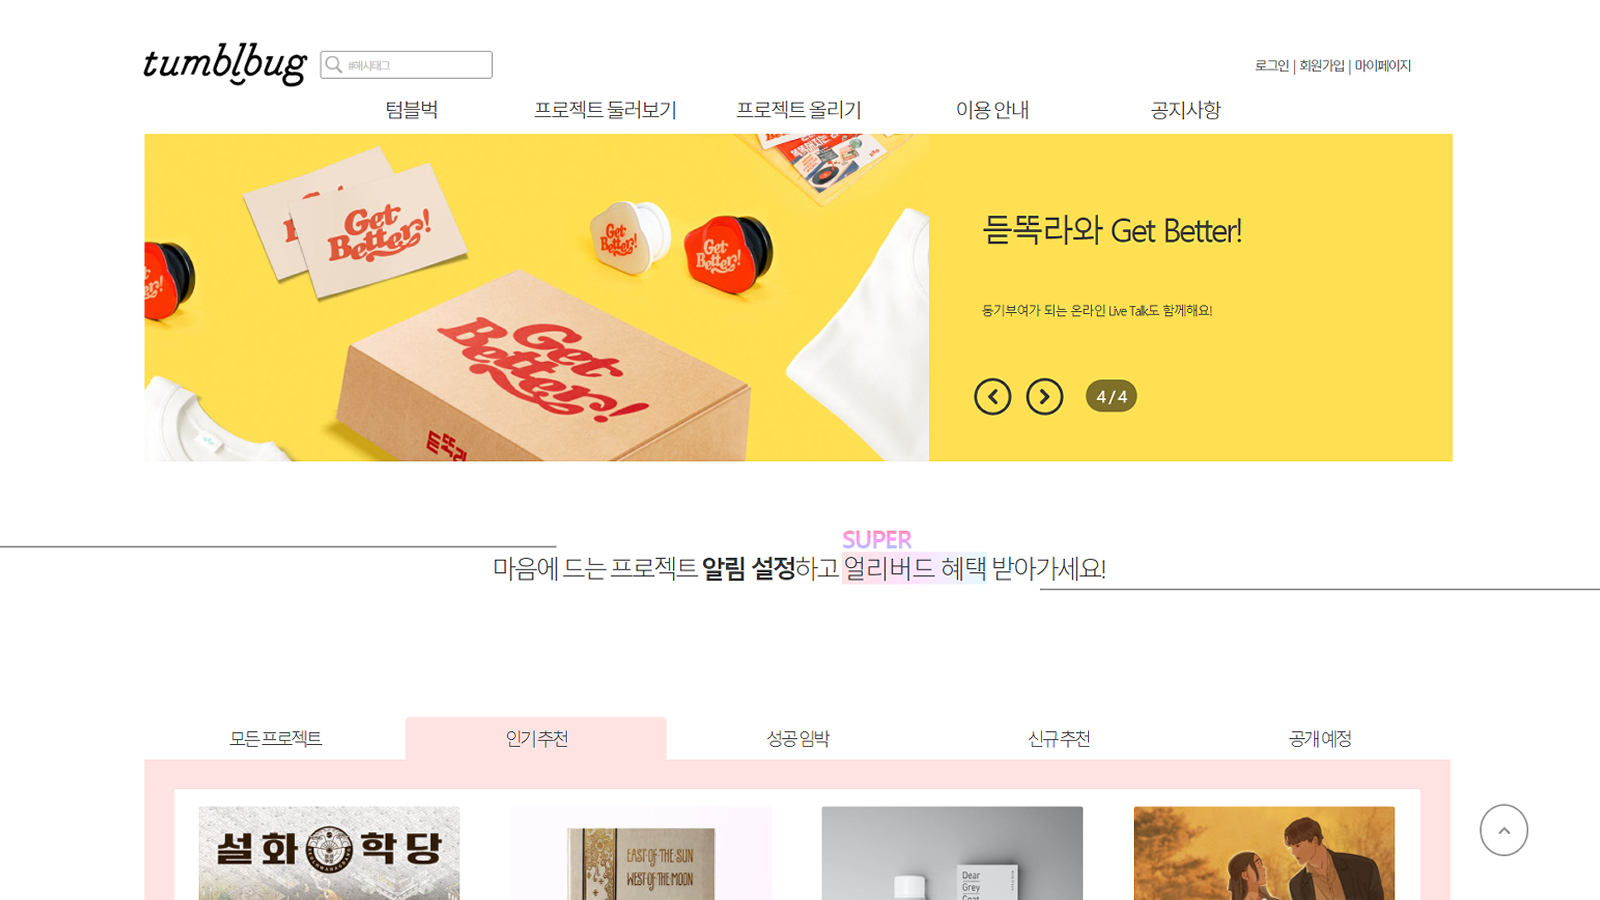 tumblbug
#해시태그
로그인 | 회원가입 | 마이페이지
텀블벅
프로젝트 둘러보기
프로젝트 올리기
이용 안내
공지사항
Get
Better!
Get
Better!
Get
Better!
Get
Better!
듣똑라
듣똑라와 Get Better!
동기부여가 되는 온라인 Live Talk도 함께해요!
4 / 4
SUPER
마음에 드는 프로젝트 알림 설정하고 얼리버드 혜택 받아가세요!
모든 프로젝트
인기 추천
성공 임박
신규 추천
공개 예정
설화학당
EAST·OF·THE·SUN
WEST·OF·THE·MOON
Dear
Grey
Coat